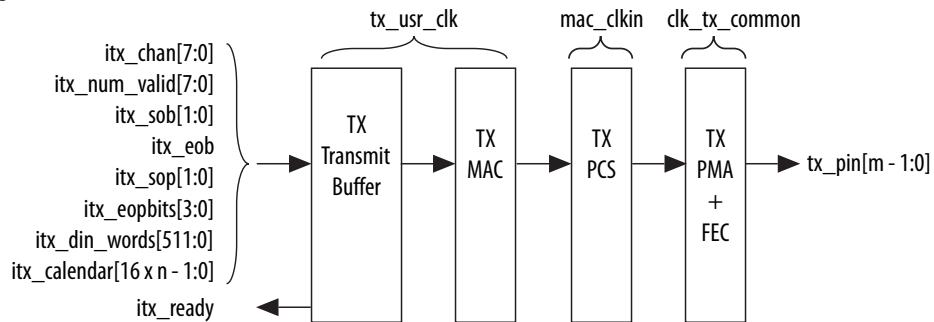 tx_usr_clk
mac_clkin
clk_tx_common
itx_chan[7:0]
itx_num_valid[7:0]
itx_sob[1:0]
itx_eob
itx_sop[1:0]
itx_eopbits[3:0]
itx_din_words[511:0]
itx_calendar[16 x n - 1:0]
itx_ready
TX
Transmit
Buffer
TX
MAC
TX
PCS
TX
PMA
+
FEC
tx_pin[m - 1:0]